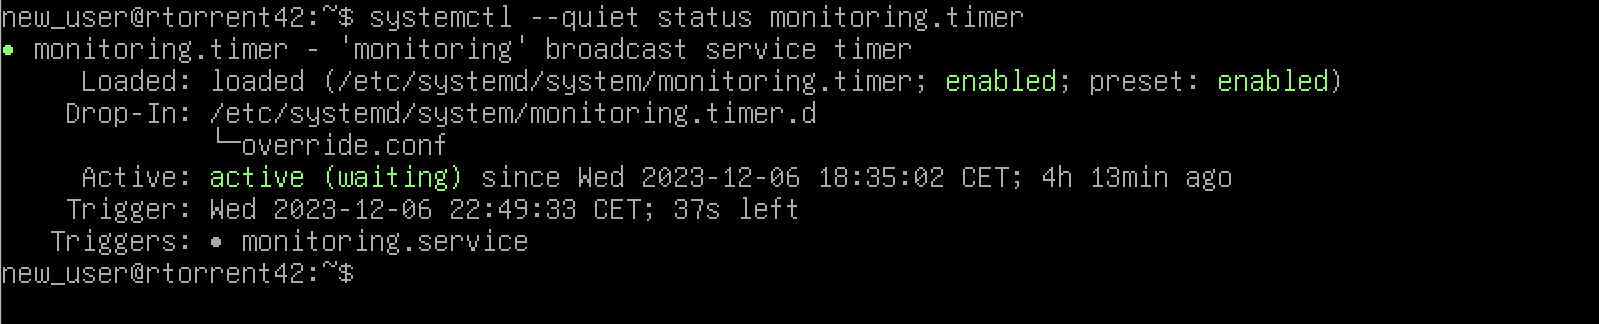 new_user@rtorrent42:~$ systemctl --quiet status monitoring.timer
● monitoring.timer - 'monitoring' broadcast service timer
     Loaded: loaded (/etc/systemd/system/monitoring.timer; enabled; preset: enabled)
    Drop-In: /etc/systemd/system/monitoring.timer.d
             └─override.conf
     Active: active (waiting) since Wed 2023-12-06 18:35:02 CET; 4h 13min ago
    Trigger: Wed 2023-12-06 22:49:33 CET; 37s left
   Triggers: ● monitoring.service
new_user@rtorrent42:~$